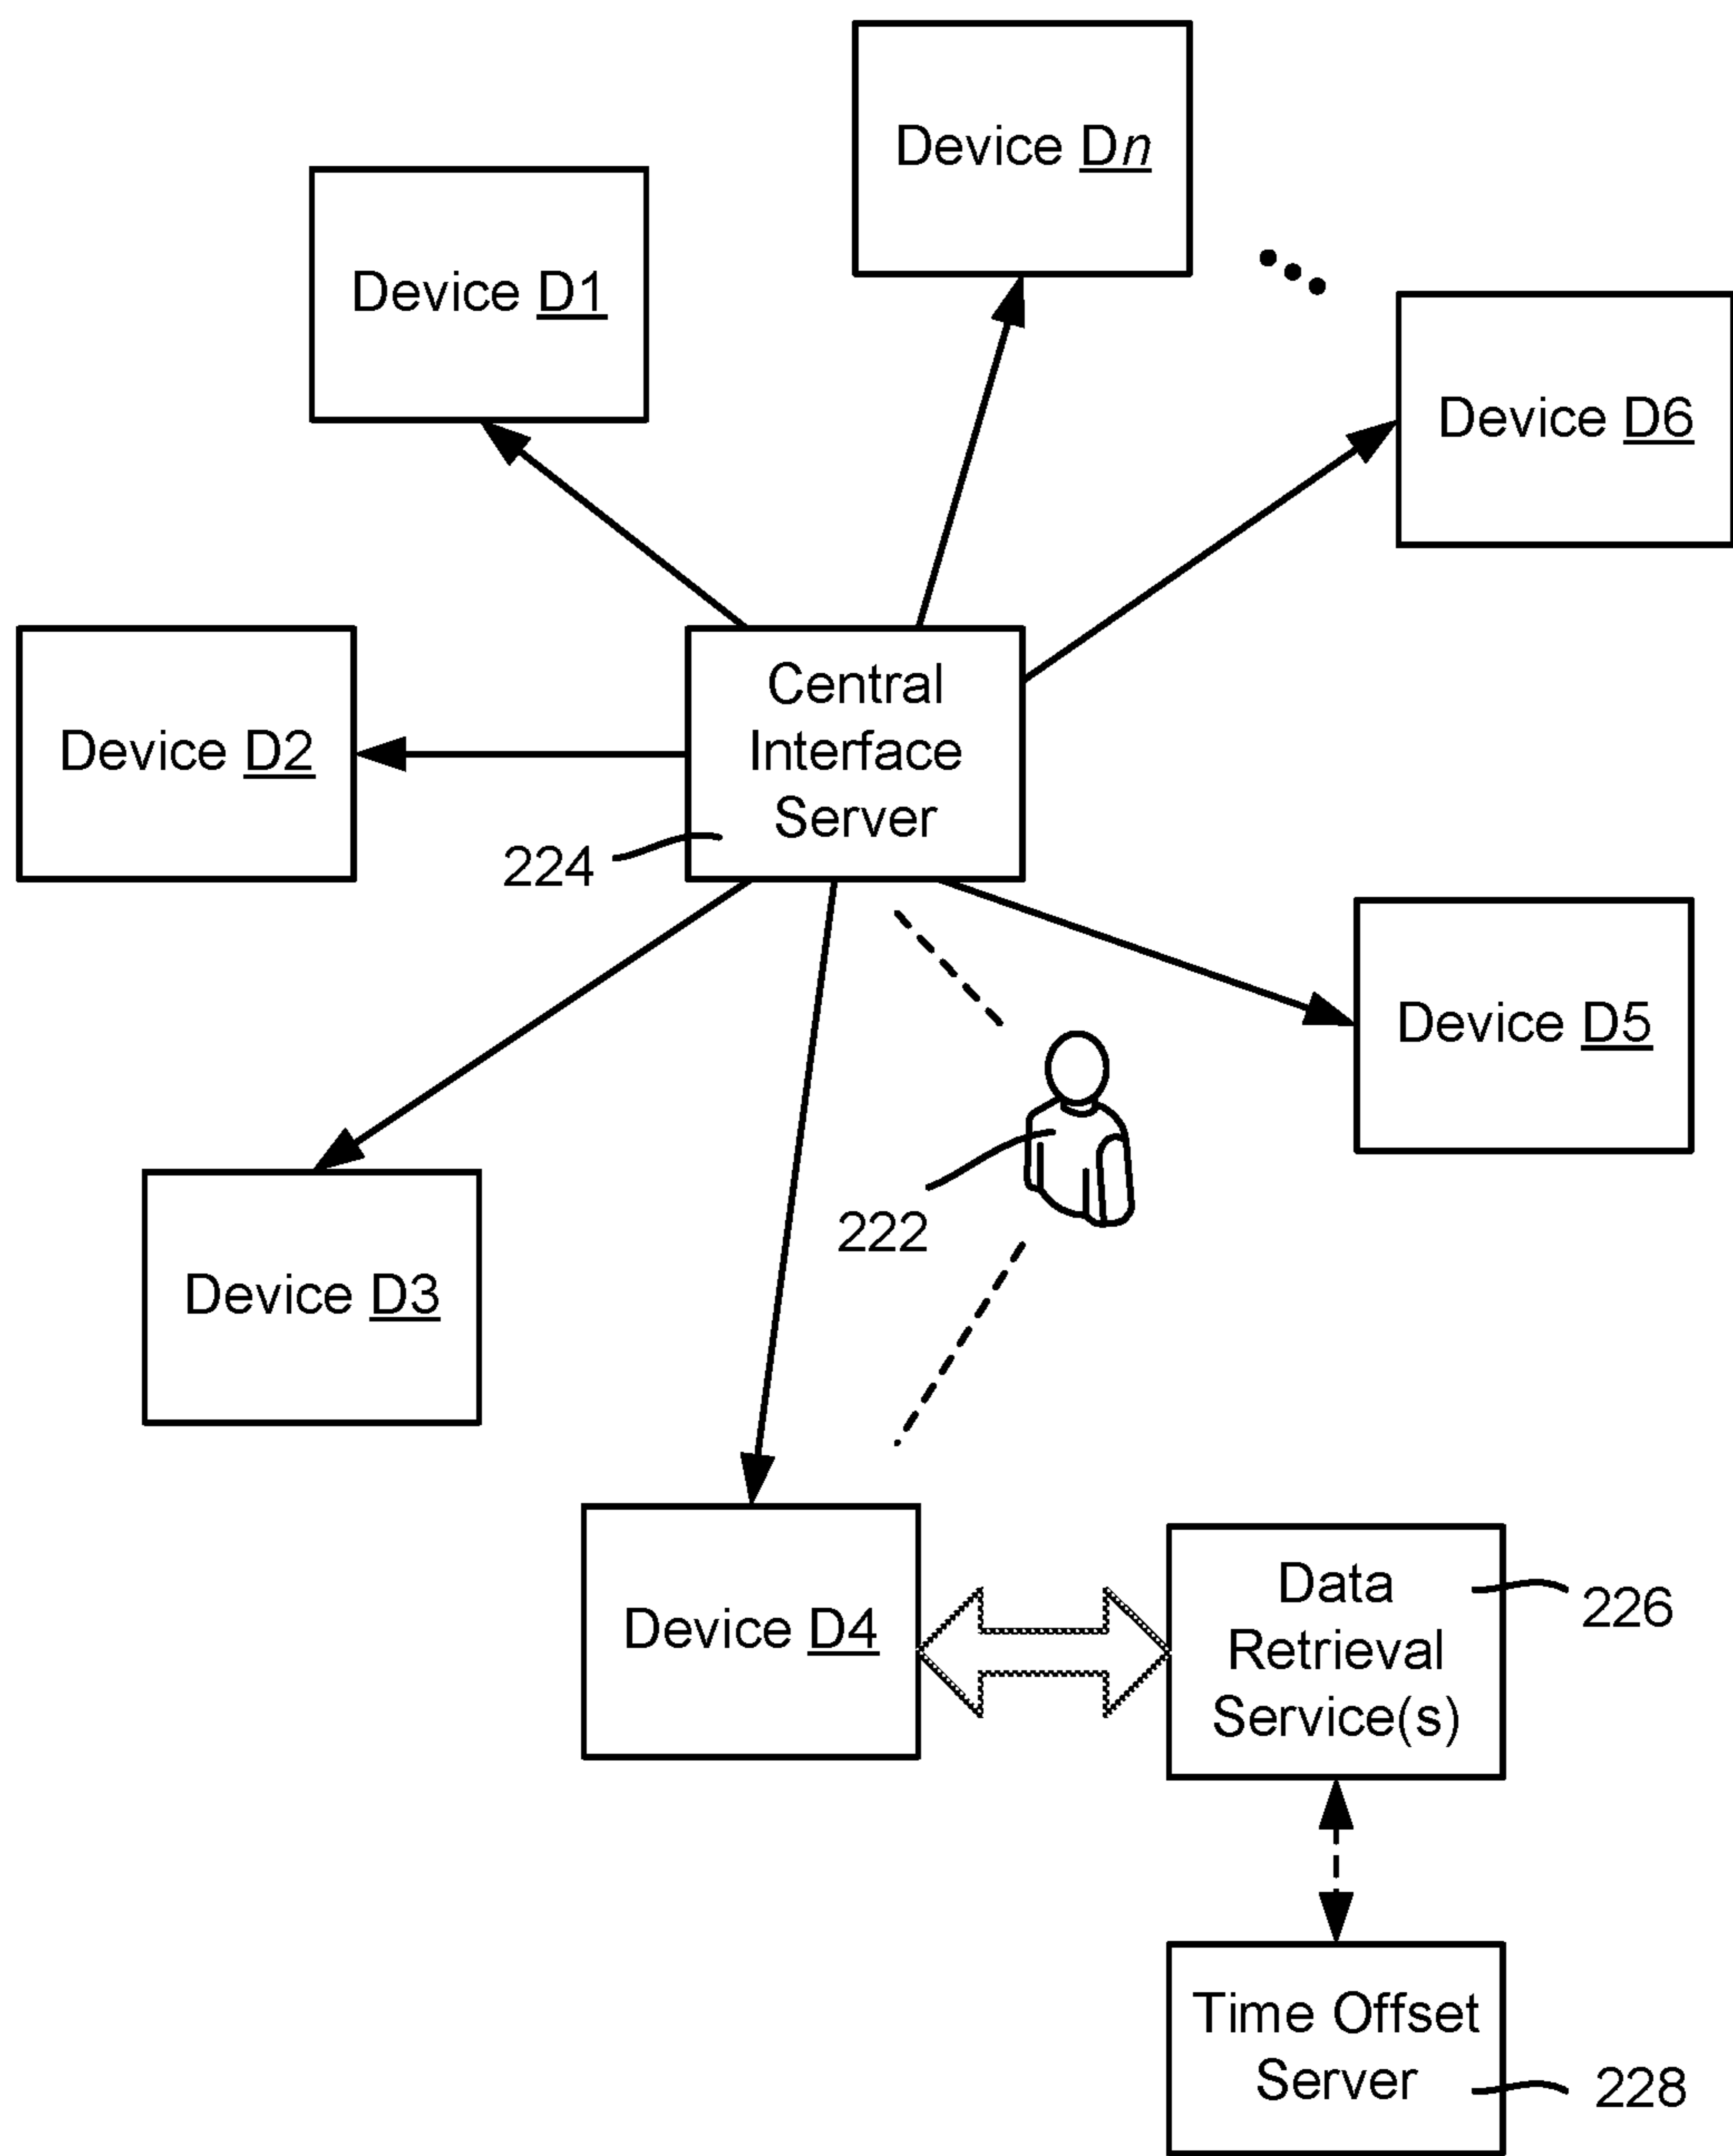 Device Dn
Device D1
Device D6
Central
Interface
Server
Device D2
224
Device D5
222
Device D3
Data
Retrieval
Service(s)
226
Device D4
Time Offset
Server
228